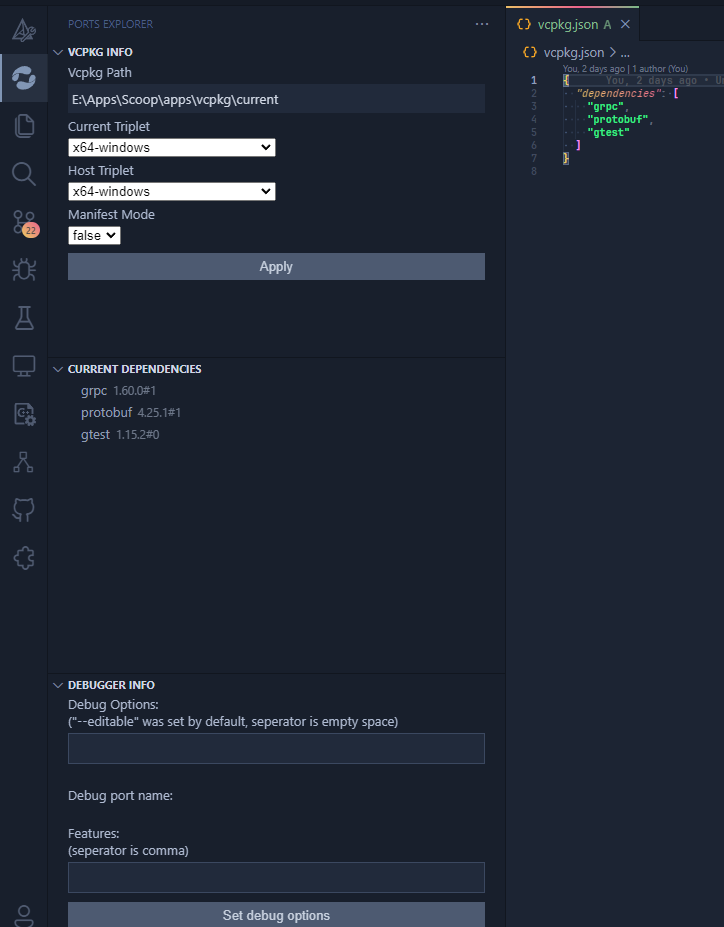 PORTS EXPLORER
VCPKG INFO
Vcpkg Path
E:\Apps\Scoop\apps\vcpkg\current
Current Triplet
x64-windows
Host Triplet
x64-windows
Manifest Mode
false
Apply
22
CURRENT DEPENDENCIES
grpc 1.60.0#1
protobuf 4.25.1#1
gtest 1.15.2#0
DEBUGGER INFO
Debug Options:
("--editable" was set by default, seperator is empty space)
Debug port name:
Features:
(seperator is comma)
Set debug options
{} vcpkg.json A ×
{} vcpkg.json > ...
You, 2 days ago | 1 author (You)
1 { You, 2 days ago •
2 "dependencies": [
3 "grpc",
4 "protobuf",
5 "gtest"
6 ]
7 }
8